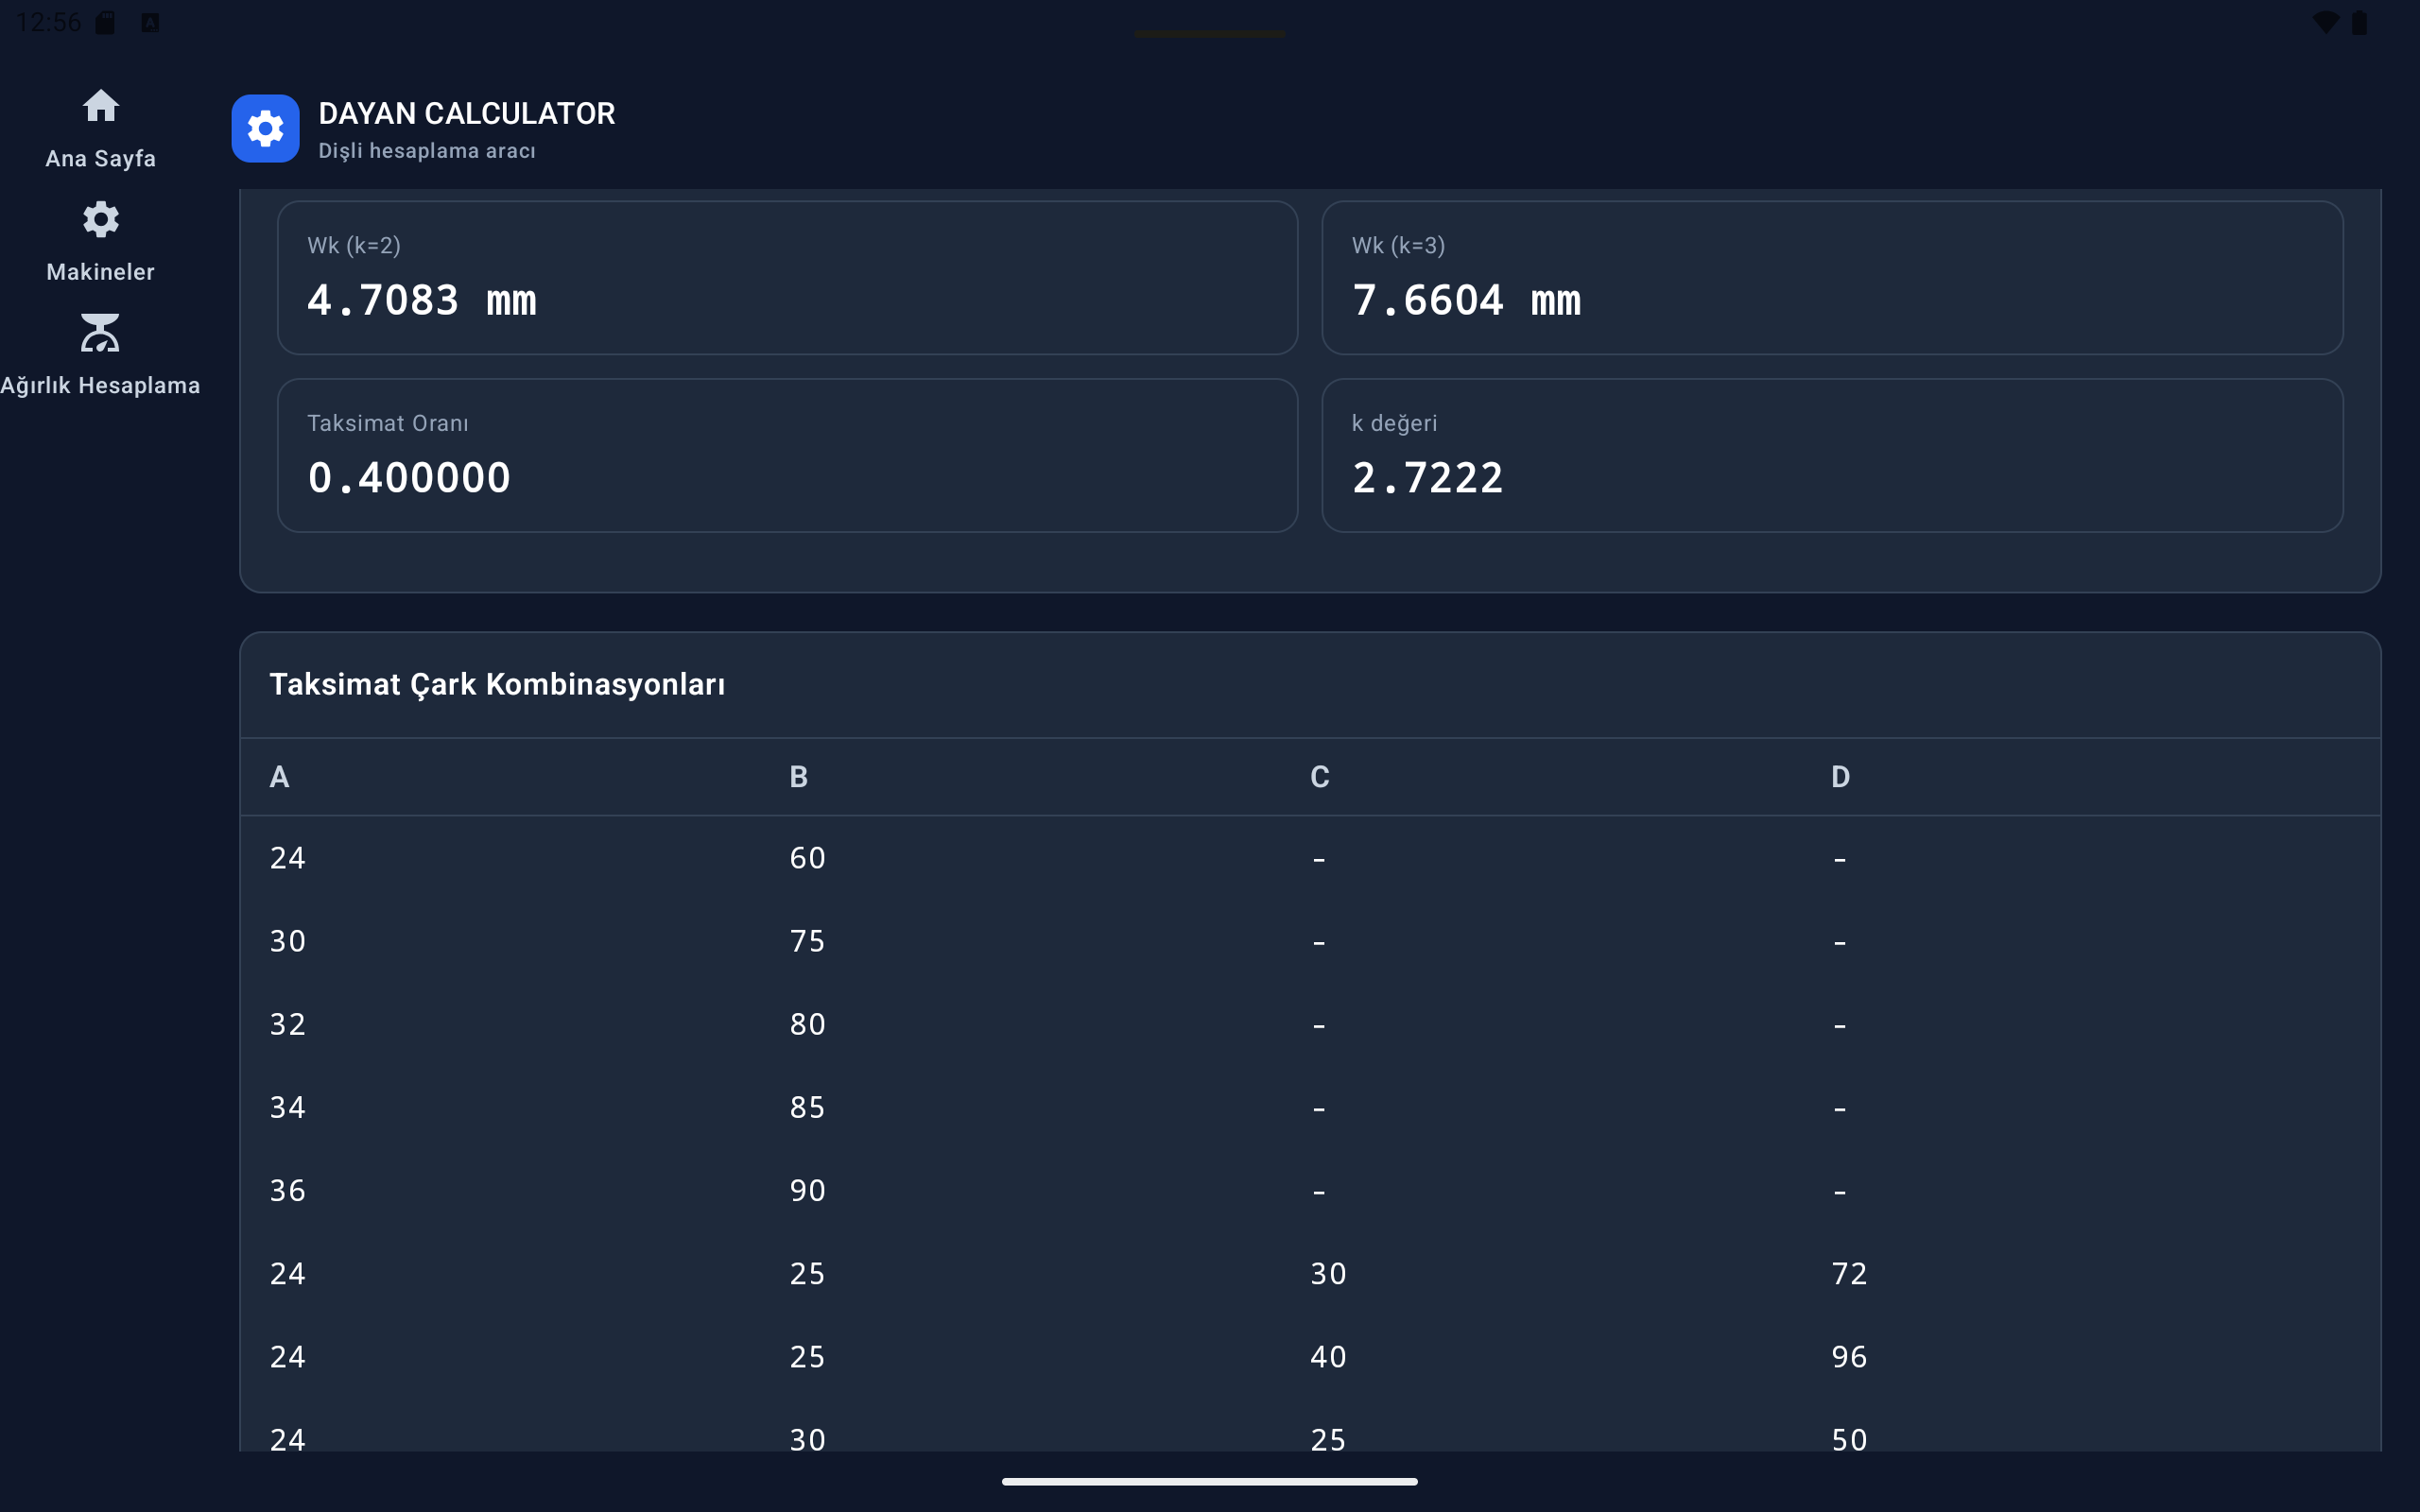 12:56
Ana Sayfa
Makineler
Ağırlık Hesaplama
DAYAN CALCULATOR
Dişli hesaplama aracı
Wk (k=2)
4.7083 mm
Wk (k=3)
7.6604 mm
Taksimat Oranı
0.400000
k değeri
2.7222
Taksimat Çark Kombinasyonları
A B C D
24 60 - -
30 75 - -
32 80 - -
34 85 - -
36 90 - -
24 25 30 72
24 25 40 96
24 30 25 50